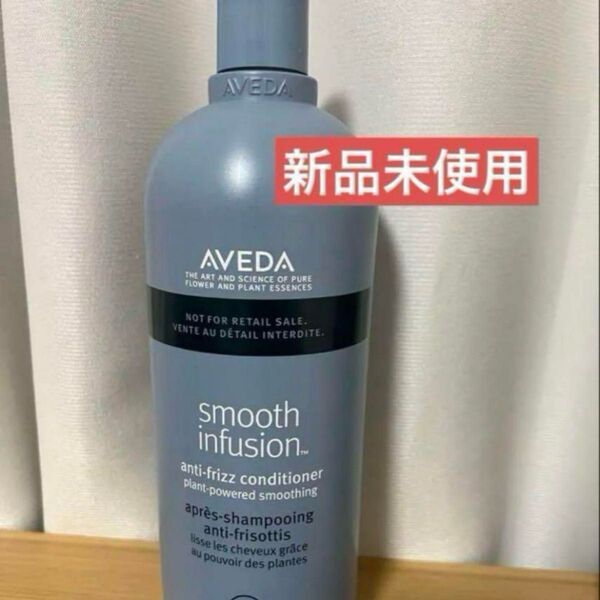 AVEDA
新品未使用
AVEDA
THE ART AND SCIENCE OF PURE
FLOWER AND PLANT ESSENCES
NOT FOR RETAIL SALE.
VENTE AU DÉTAIL INTERDITE.
smooth
infusion™
anti-frizz conditioner
plant-powered smoothing
après-shampooing
anti-frisottis
lisse les cheveux grâce
au pouvoir des plantes